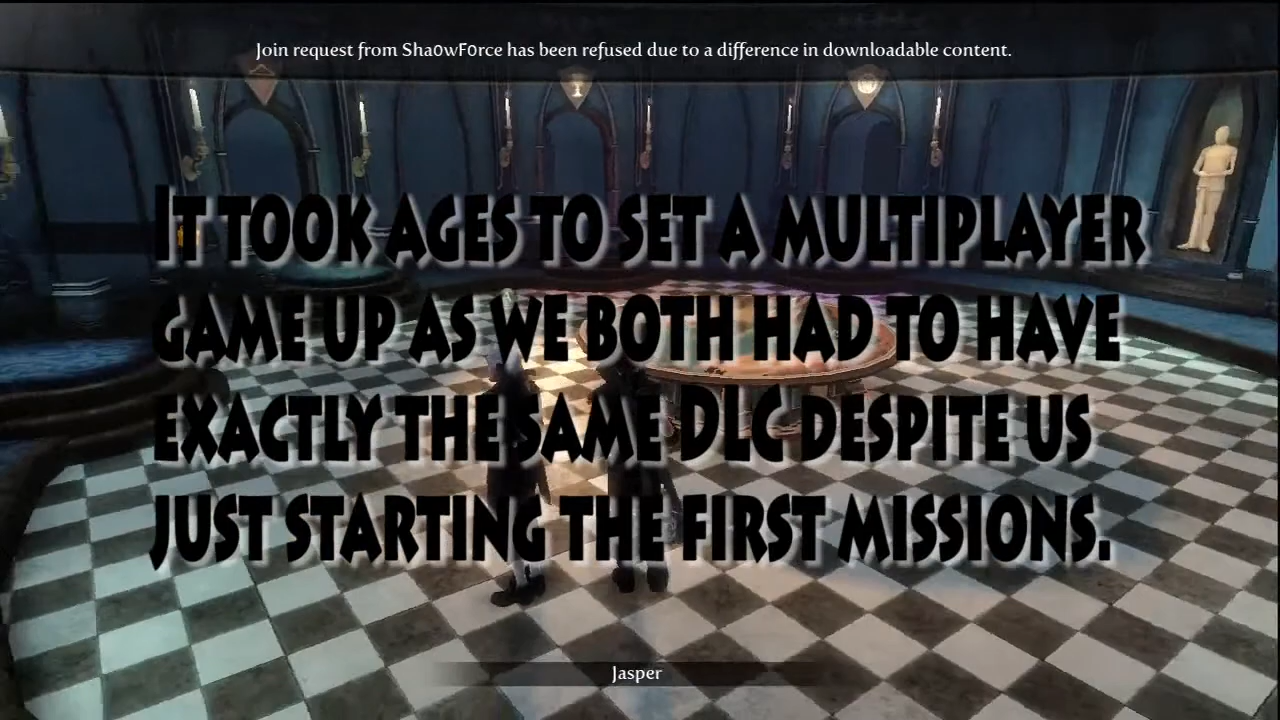 Join request from Sha0wF0rce has been refused due to a difference in downloadable content.
It took ages to set a multiplayer
game up as we both had to have
exactly the same DLC despite us
just starting the first missions.
Jasper